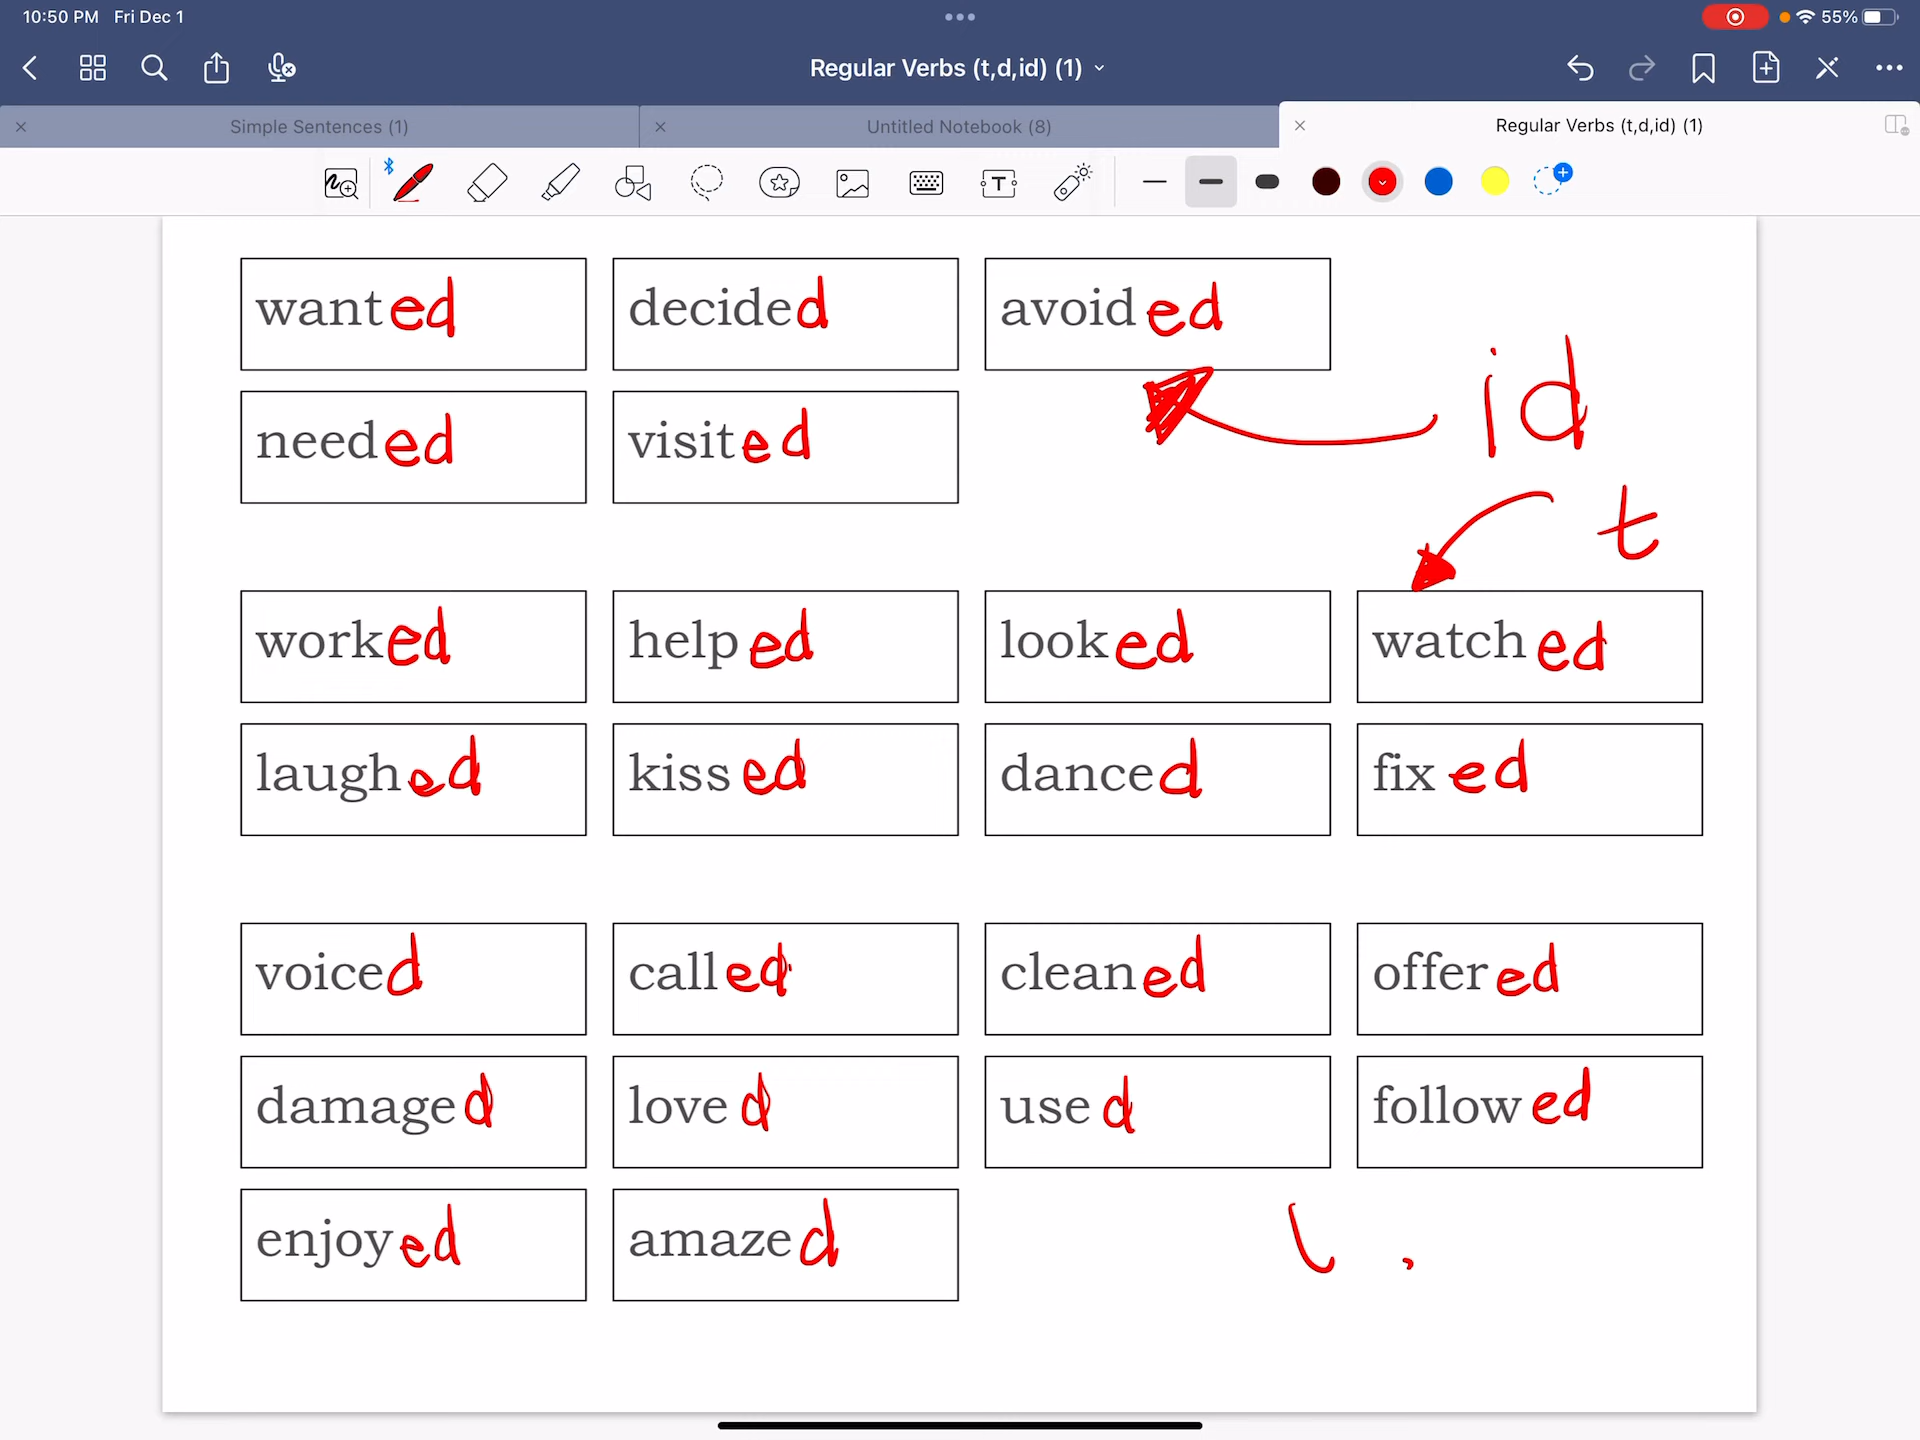 10:50 PM Fri Dec 1 55%
Regular Verbs (t,d,id) (1)
Simple Sentences (1) Untitled Notebook (8) Regular Verbs (t,d,id) (1)
wanted decided avoided
id
needed visited
t
worked helped looked watched
laughed kissed danced fixed
voiced called cleaned offered
damaged loved used followed
enjoyed amazed